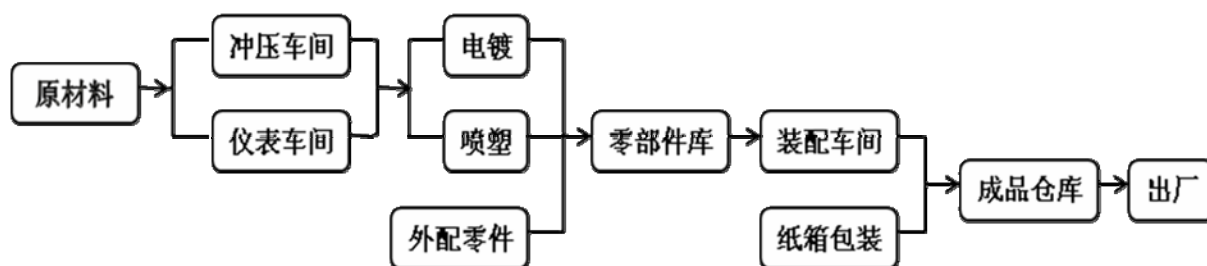 原材料
冲压车间
仪表车间
电镀
喷塑
外配零件
零部件库
装配车间
纸箱包装
成品仓库
出厂